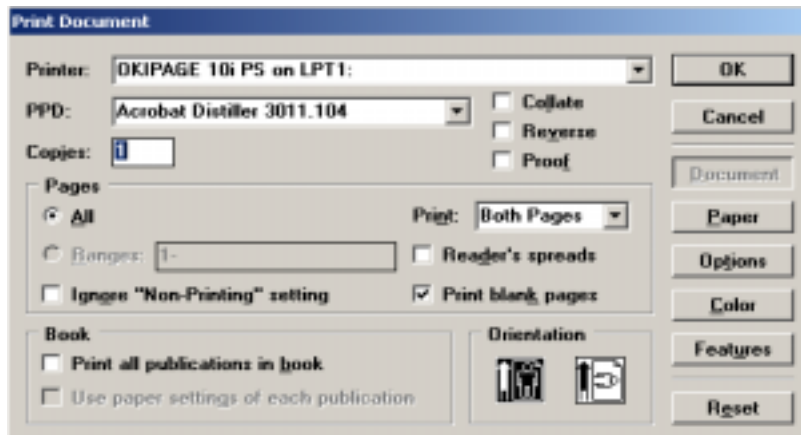 Print Document
Printer: OKIPAGE 10i PS on LPT1: OK
PPD: Acrobat Distiller 3011.104 Collate Cancel
Reverse
Copies: 1 Proof
Document
Pages
All Print: Both Pages Paper
Ranges: 1- Reader's spreads Options
Ignore "Non-Printing" setting Print blank pages Color
Book Orientation
Print all publications in book Features
Use paper settings of each publication Reset